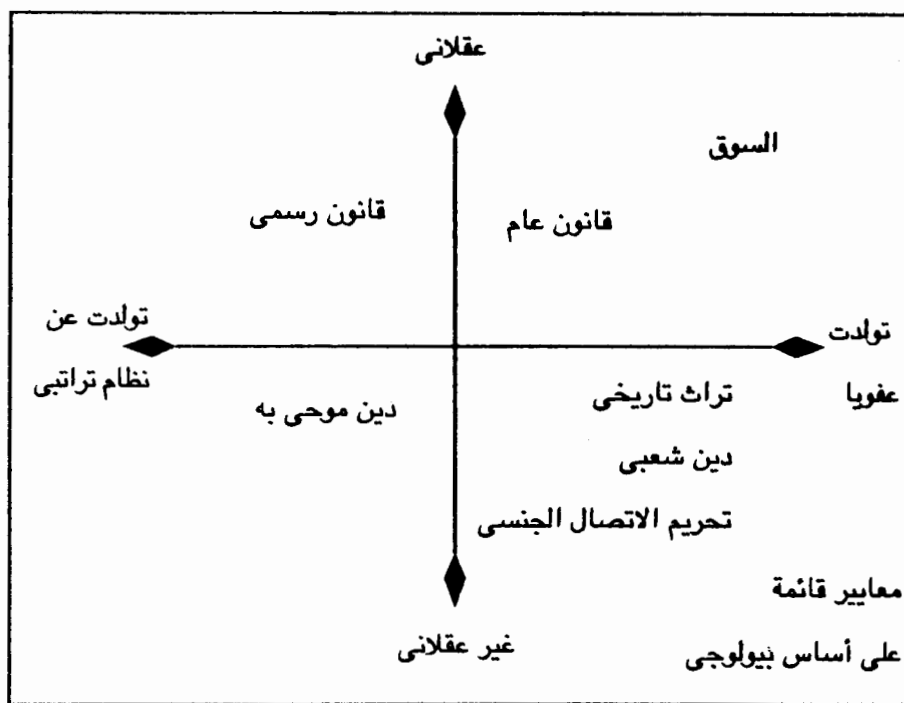 عقلانى
السوق
قانون عام
قانون رسمى
تولدت
عفويا
تولدت عن
نظام تراتبى
تراث تاريخى
دين موحى به
دين شعبى
تحريم الاتصال الجنسى
معايير قائمة
على أساس بيولوجى
غير عقلانى